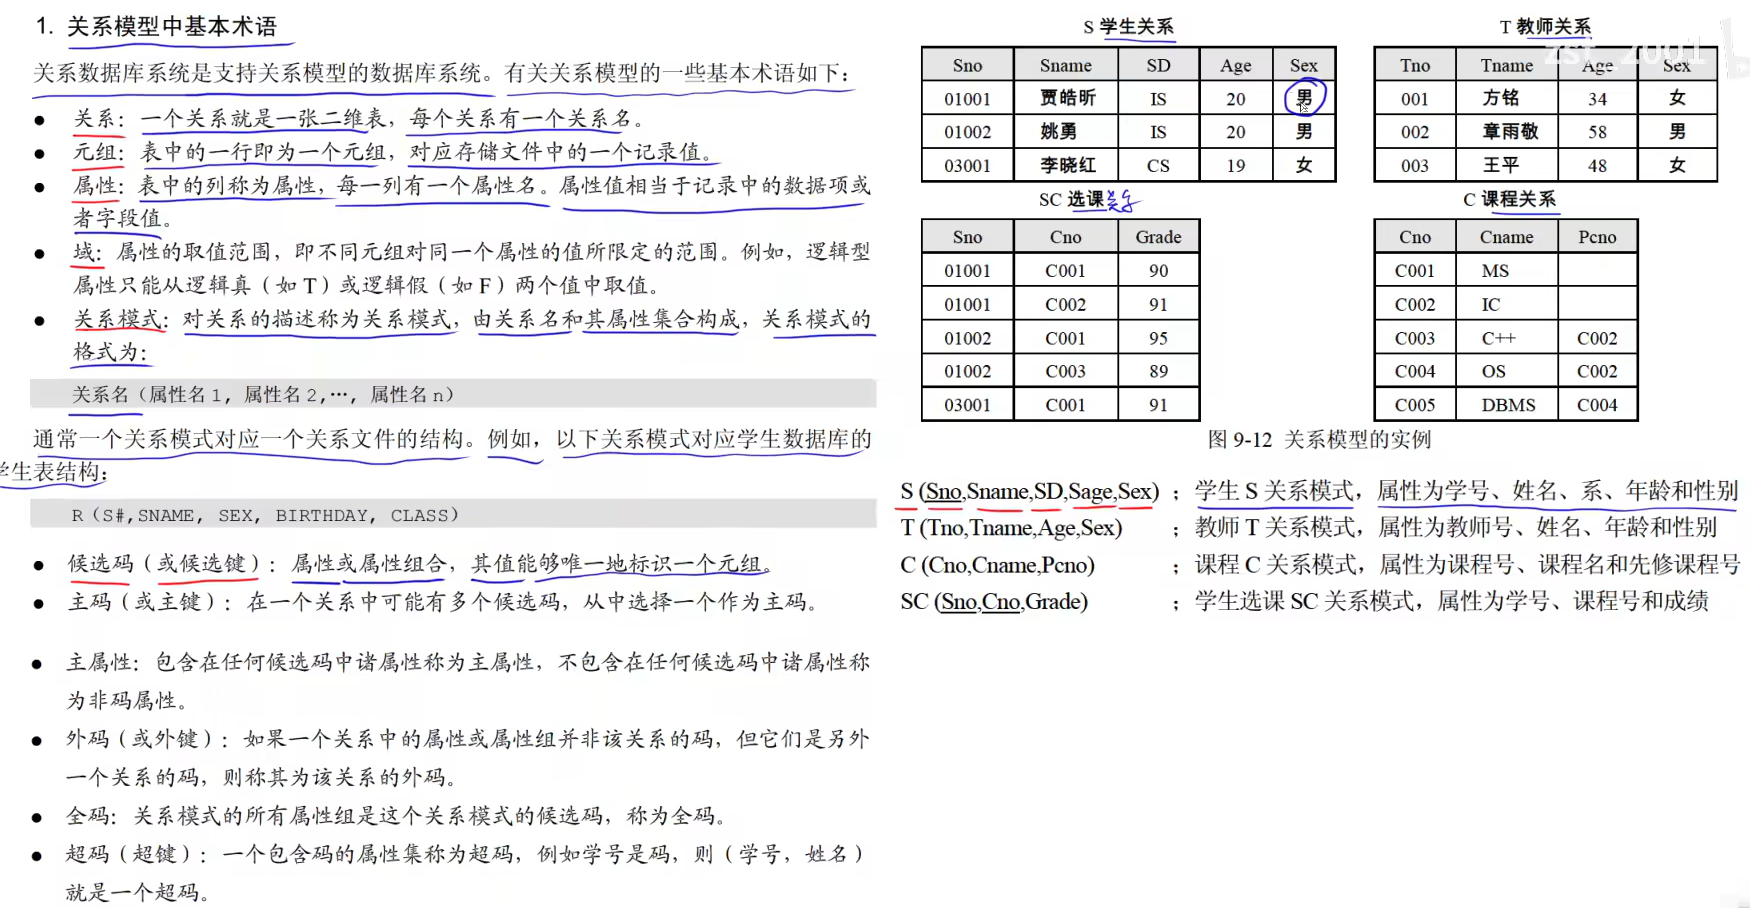 1. 关系模型中基本术语
关系数据库系统是支持关系模型的数据库系统。有关关系模型的一些基本术语如下：
● 关系：一个关系就是一张二维表，每个关系有一个关系名。
● 元组：表中的一行即为一个元组，对应存储文件中的一个记录值。
● 属性：表中的列称为属性，每一列有一个属性名。属性值相当于记录中的数据项或
者字段值。
● 域：属性的取值范围，即不同元组对同一个属性的值所限定的范围。例如，逻辑型
属性只能从逻辑真（如 T）或逻辑假（如 F）两个值中取值。
● 关系模式：对关系的描述称为关系模式，由关系名和其属性集合构成，关系模式的
格式为：
关系名（属性名1，属性名2,…，属性名n）
通常一个关系模式对应一个关系文件的结构。例如，以下关系模式对应学生数据库的
学生表结构：
R（S#,SNAME, SEX, BIRTHDAY, CLASS）
● 候选码（或候选键）：属性或属性组合，其值能够唯一地标识一个元组。
● 主码（或主键）：在一个关系中可能有多个候选码，从中选择一个作为主码。
● 主属性：包含在任何候选码中诸属性称为主属性，不包含在任何候选码中诸属性称
为非码属性。
● 外码（或外键）：如果一个关系中的属性或属性组并非该关系的码，但它们是另外
一个关系的码，则称其为该关系的外码。
● 全码：关系模式的所有属性组是这个关系模式的候选码，称为全码。
● 超码（超键）：一个包含码的属性集称为超码，例如学号是码，则（学号，姓名）
就是一个超码。
S 学生关系
Sno Sname SD Age Sex
01001 贾皓昕 IS 20 男
01002 姚勇 IS 20 男
03001 李晓红 CS 19 女
T 教师关系
zst_2001
Tno Tname Age Sex
001 方铭 34 女
002 章雨敬 58 男
003 王平 48 女
SC 选课关系
Sno Cno Grade
01001 C001 90
01001 C002 91
01002 C001 95
01002 C003 89
03001 C001 91
C 课程关系
Cno Cname Pcno
C001 MS
C002 IC
C003 C++ C002
C004 OS C002
C005 DBMS C004
图 9-12 关系模型的实例
S (Sno,Sname,SD,Sage,Sex) ；学生 S 关系模式，属性为学号、姓名、系、年龄和性别
T (Tno,Tname,Age,Sex) ；教师 T 关系模式，属性为教师号、姓名、年龄和性别
C (Cno,Cname,Pcno) ；课程 C 关系模式，属性为课程号、课程名和先修课程号
SC (Sno,Cno,Grade) ；学生选课 SC 关系模式，属性为学号、课程号和成绩